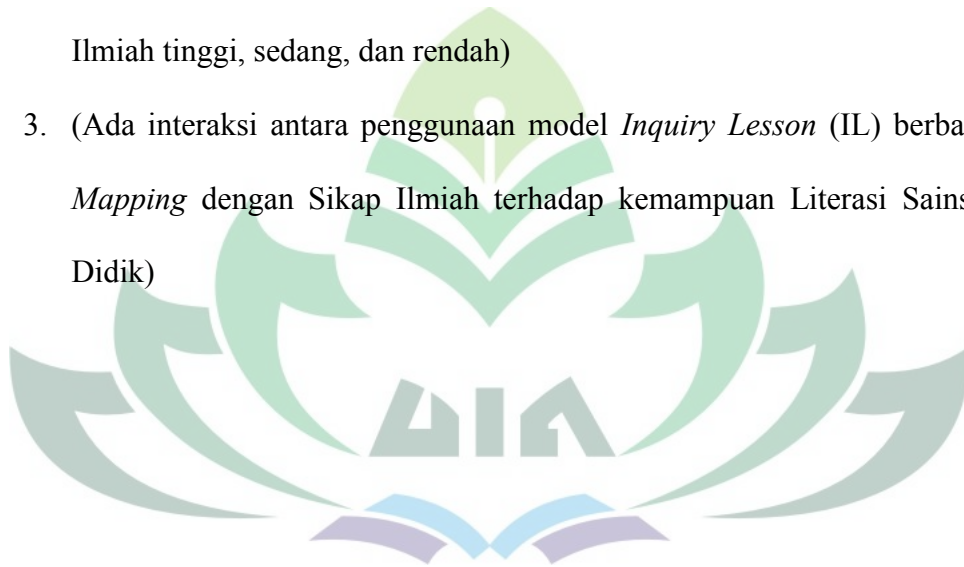 Ilmiah tinggi, sedang, dan rendah)
3. (Ada interaksi antara penggunaan model Inquiry Lesson (IL) berba
Mapping dengan Sikap Ilmiah terhadap kemampuan Literasi Sains
Didik)
UIN